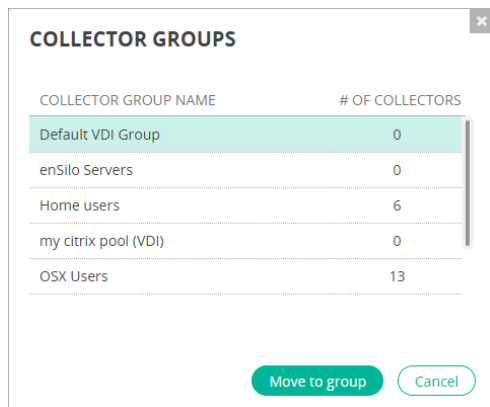 COLLECTOR GROUPS
COLLECTOR GROUP NAME # OF COLLECTORS
Default VDI Group 0
enSilo Servers 0
Home users 6
my citrix pool (VDI) 0
OSX Users 13
Move to group Cancel